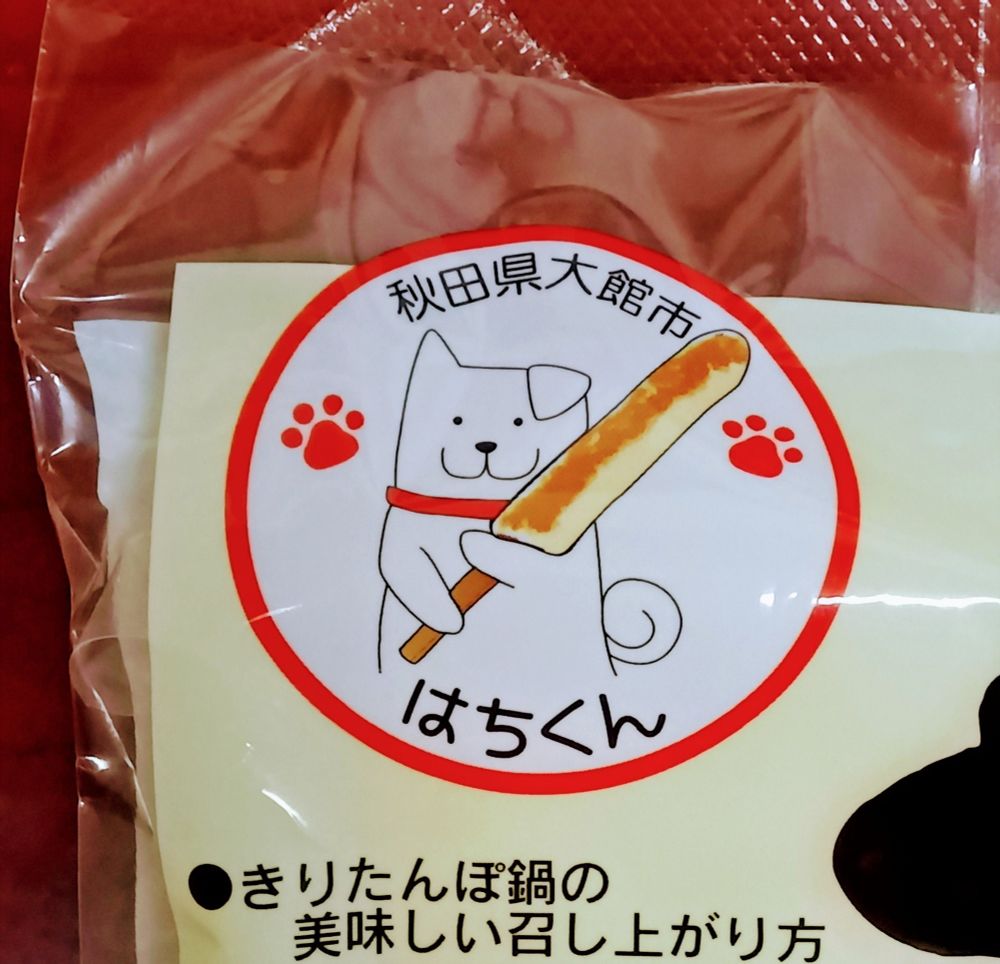 秋田県大館市
はちくん
●きりたんぽ鍋の
美味しい召し上がり方